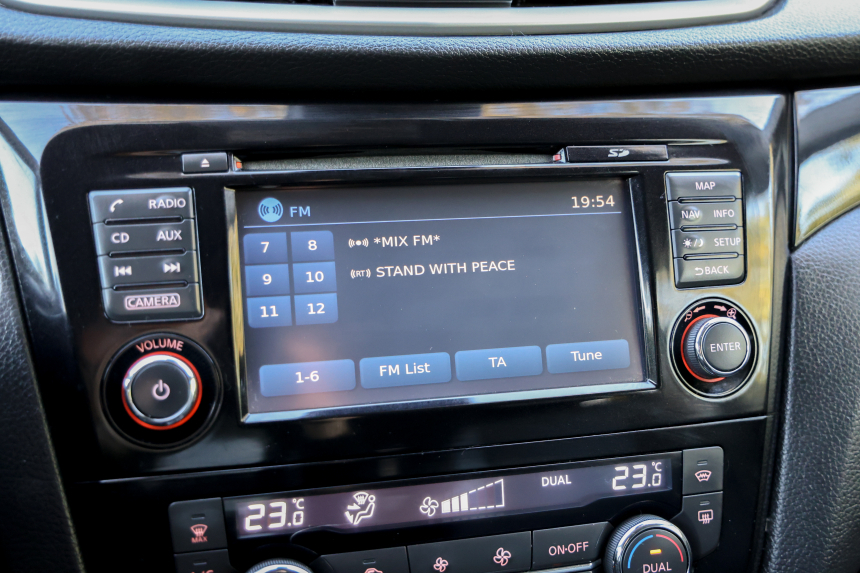 SD
RADIO
CD AUX
CAMERA
VOLUME
FM 19:54
7 8 *MIX FM*
9 10 (RT) STAND WITH PEACE
11 12
1-6 FM List TA Tune
MAP
NAV INFO
SETUP
BACK
ENTER
23.0°C DUAL 23.0°C
MAX
ON·OFF
DUAL